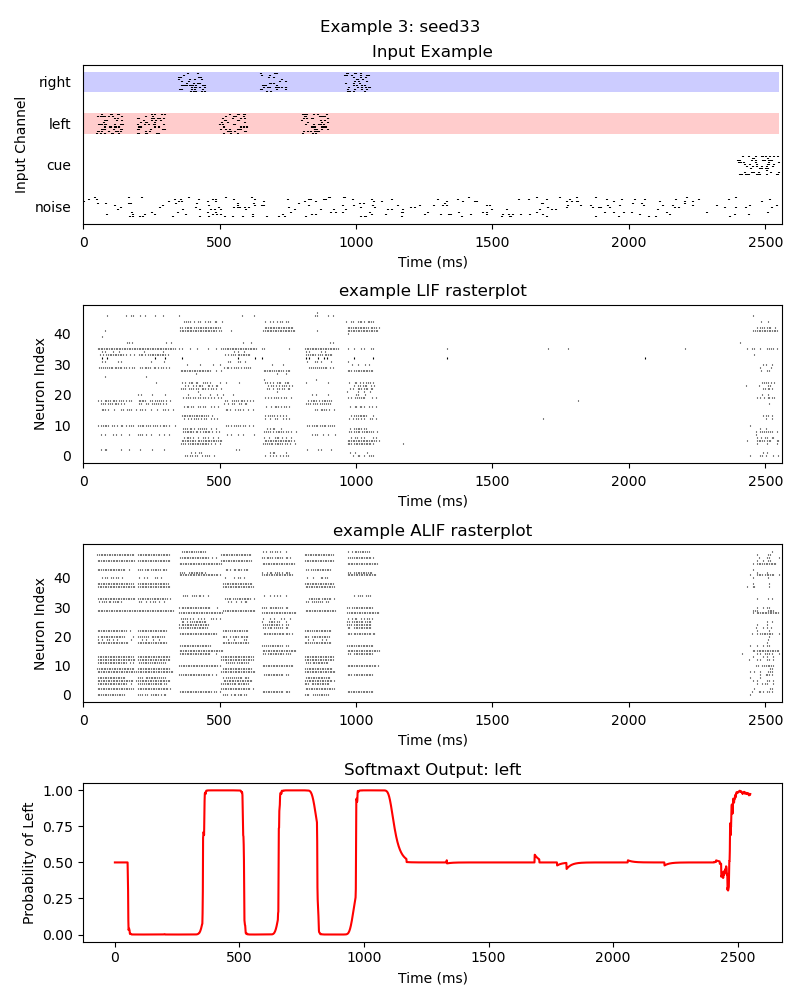 Example 3: seed33
Input Example
Input Channel
right
left
cue
noise
0 500 1000 1500 2000 2500
Time (ms)
example LIF rasterplot
Neuron Index
40
30
20
10
0
0 500 1000 1500 2000 2500
Time (ms)
example ALIF rasterplot
Neuron Index
40
30
20
10
0
0 500 1000 1500 2000 2500
Time (ms)
Softmaxt Output: left
Probability of Left
1.00
0.75
0.50
0.25
0.00
0 500 1000 1500 2000 2500
Time (ms)